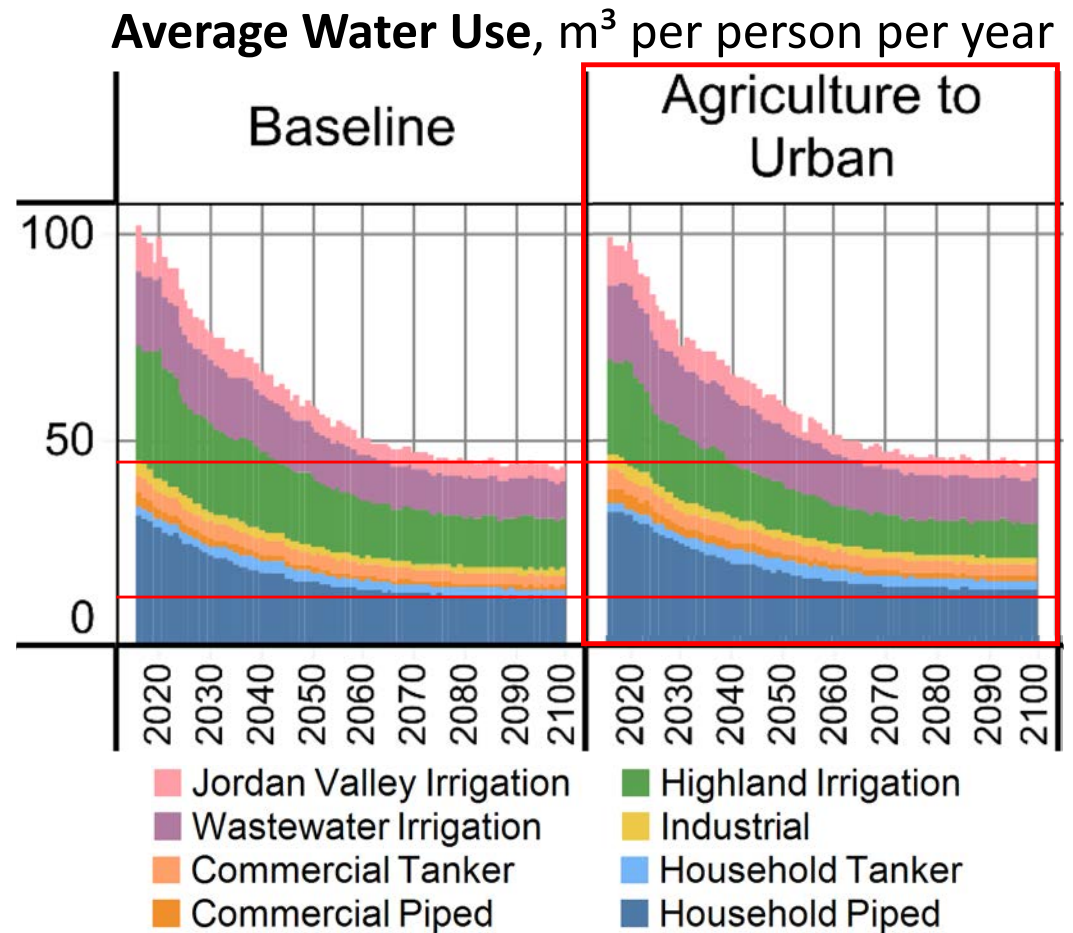 Average Water Use, m³ per person per year
Baseline
Agriculture to
Urban
100
50
0
2020 2030 2040 2050 2060 2070 2080 2090 2100
2020 2030 2040 2050 2060 2070 2080 2090 2100
Jordan Valley Irrigation
Highland Irrigation
Wastewater Irrigation
Industrial
Commercial Tanker
Household Tanker
Commercial Piped
Household Piped